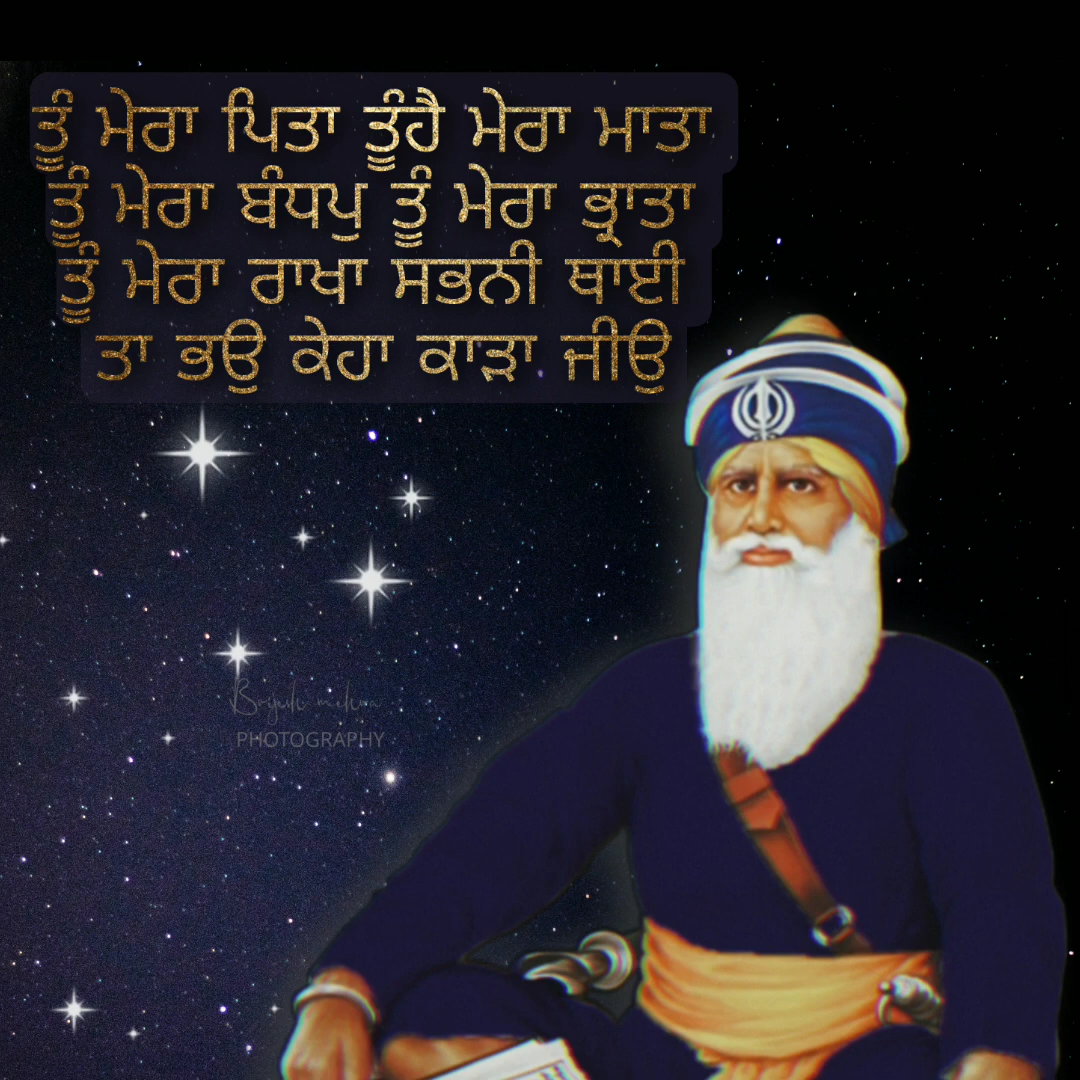 ਤੂੰ ਮੇਰਾ ਪਿਤਾ ਤੂੰਹੈ ਮੇਰਾ ਮਾਤਾ
ਤੂੰ ਮੇਰਾ ਬੰਧਪੁ ਤੂੰ ਮੇਰਾ ਭ੍ਰਾਤਾ
ਤੂੰ ਮੇਰਾ ਰਾਖਾ ਸਭਨੀ ਥਾਈ
ਤਾ ਭਉ ਕੇਹਾ ਕਾੜਾ ਜੀਉ
PHOTOGRAPHY